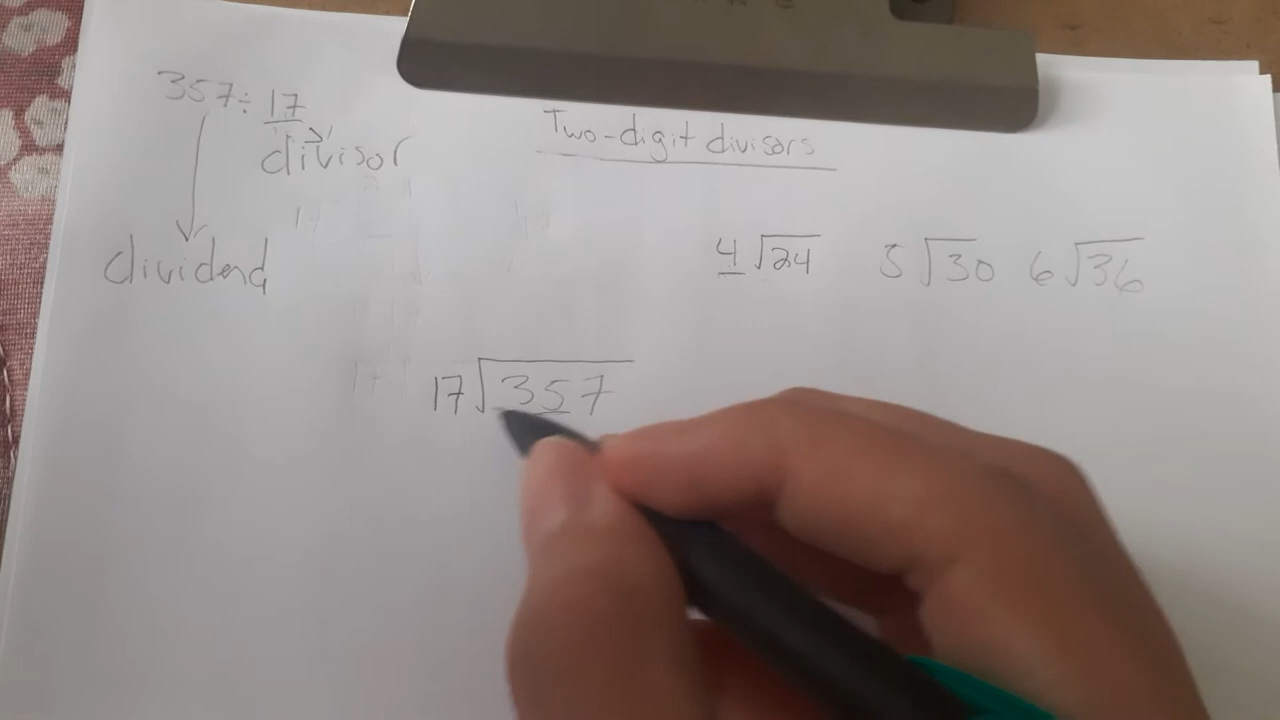 357÷17
divisor
dividend
Two-digit divisors
4√24 5√30 6√36
17√357